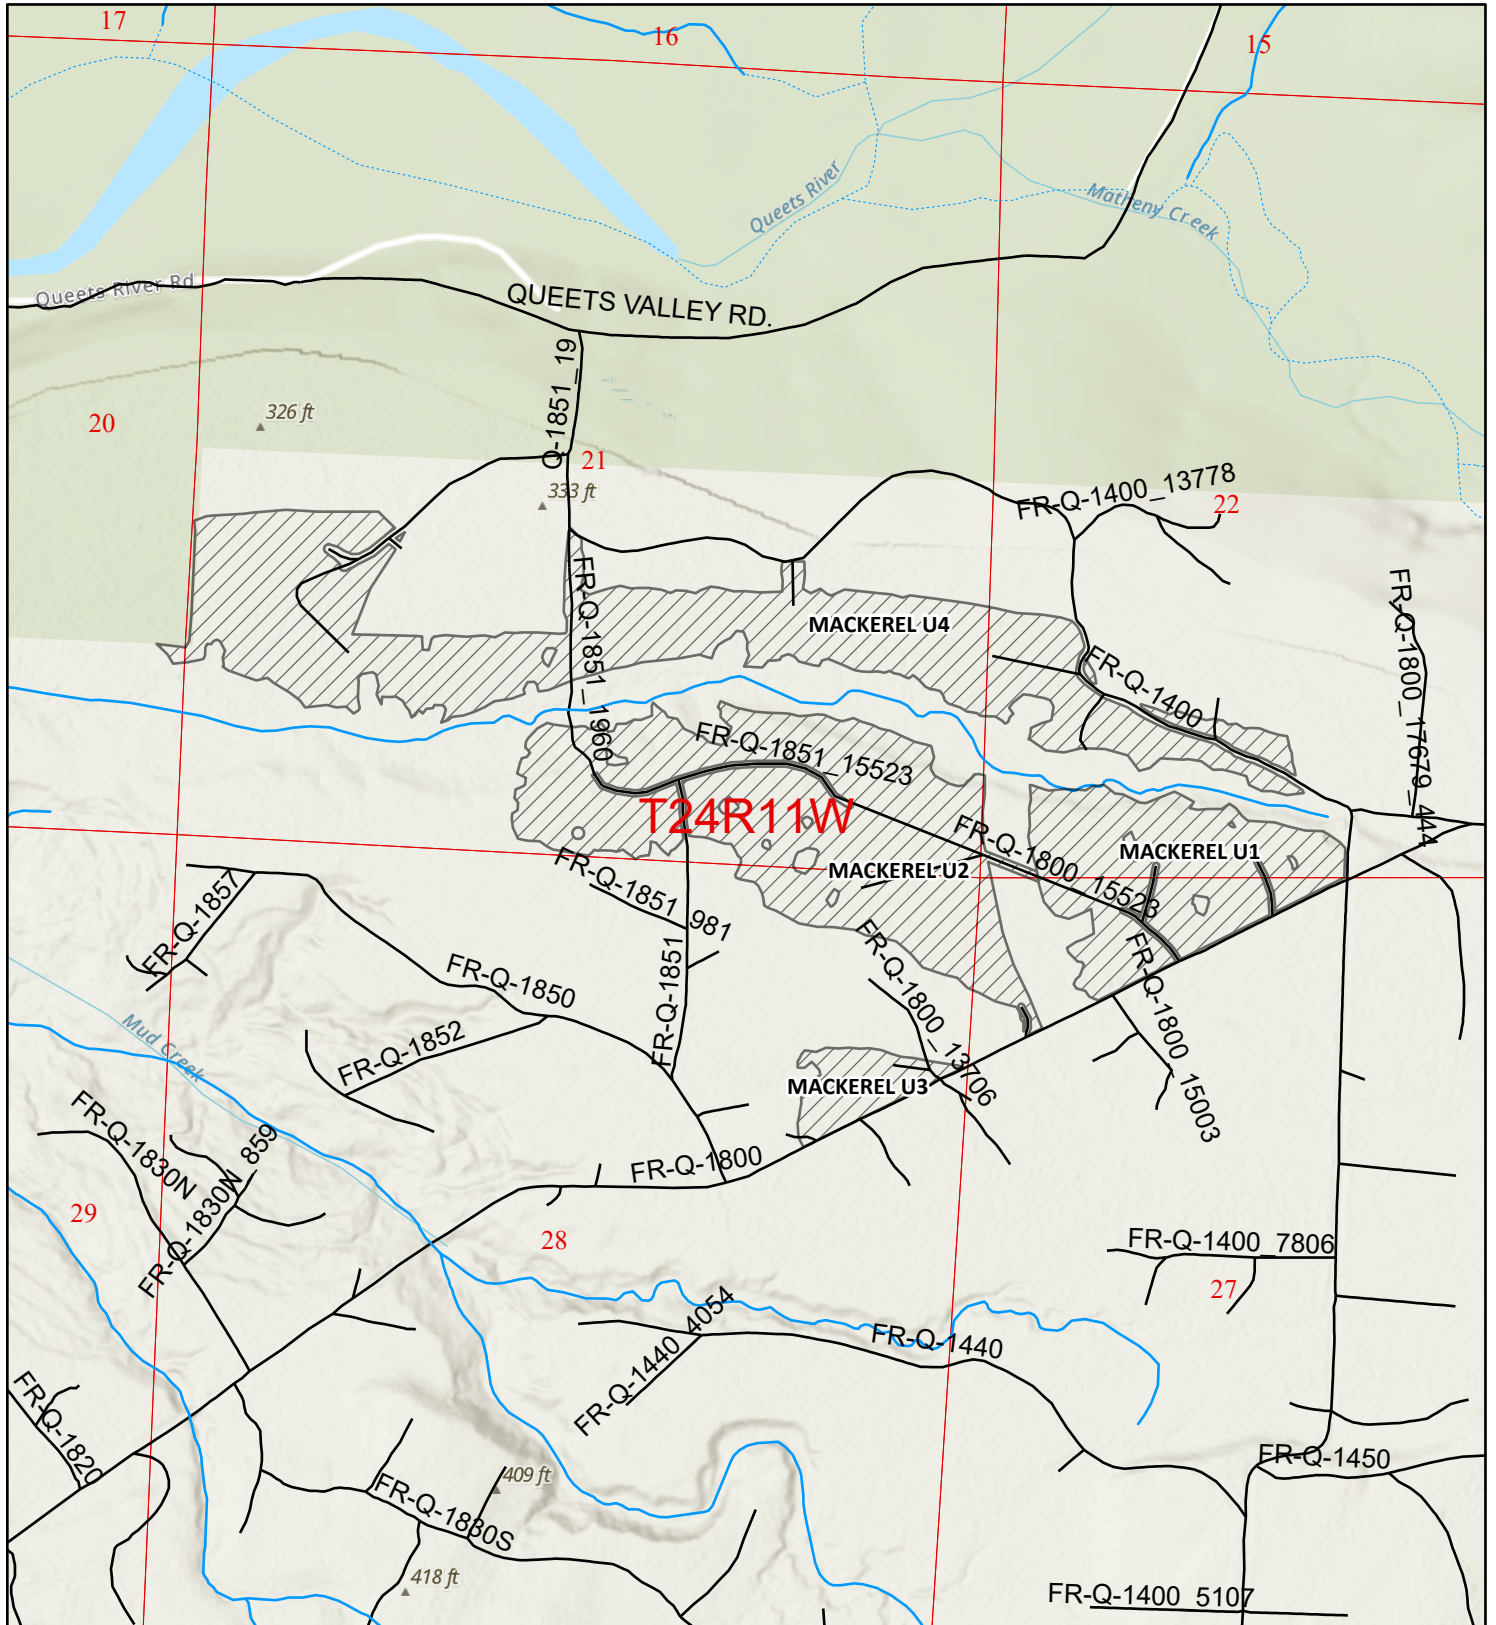 17
16
15
Queets River
Matheny Creek
Queets River Rd
QUEETS VALLEY RD.
Q-1851_19
326 ft
20
21
333 ft
FR-Q-1400_13778
22
FR-Q-1851_1960
FR-Q-1800_17679_444
MACKEREL U4
FR-Q-1400
FR-Q-1851_15523
T24R11W
FR-Q-1800_15523
MACKEREL U1
MACKEREL U2
FR-Q-1851_981
FR-Q-1857
FR-Q-1850
FR-Q-1851
FR-Q-1800_13706
FR-Q-1800_15003
Mud Creek
FR-Q-1852
MACKEREL U3
FR-Q-1830N
FR-Q-1830N_859
FR-Q-1800
29
28
FR-Q-1400_7806
27
FR-Q-1440_4054
FR-Q-1440
FR-Q-1820
FR-Q-1450
409 ft
FR-Q-1830S
418 ft
FR-Q-1400_5107